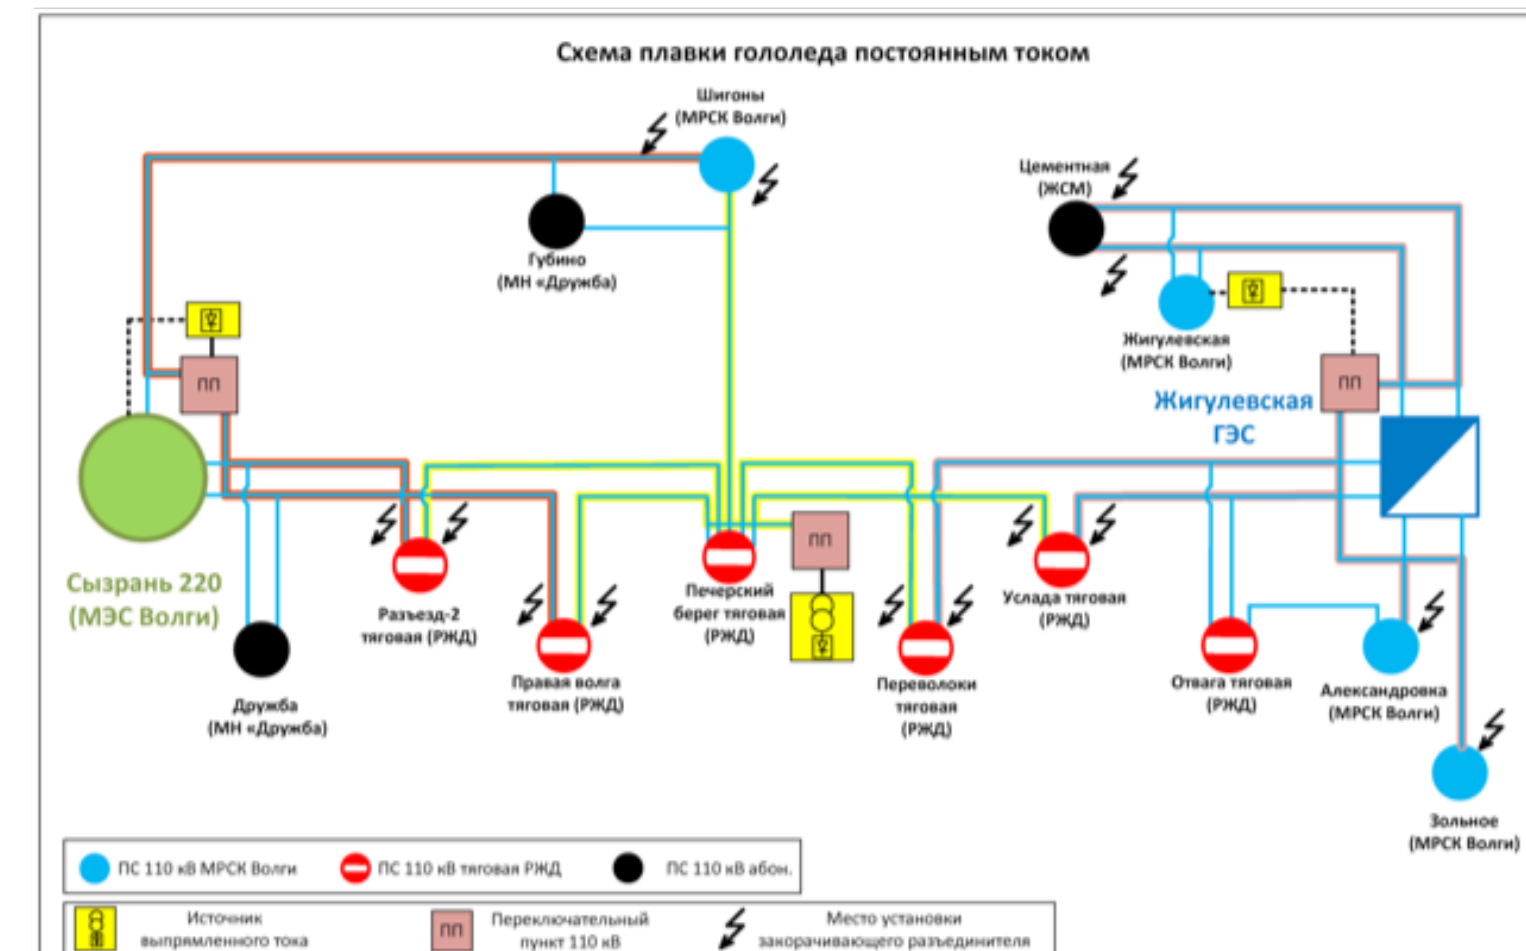 Схема плавки гололеда постоянным током
Шигоны
(МРСК Волги)
Цементная
(ЖСМ)
Губино
(МН «Дружба)
Жигулевская
(МРСК Волги)
ПП
ПП
Жигулевская
ГЭС
ПП
Сызрань 220
(МЭС Волги)
Разъезд-2
тяговая (РЖД)
Печерский
берег тяговая
(РЖД)
Услада тяговая
(РЖД)
Правая волга
тяговая (РЖД)
Переволоки
тяговая
(РЖД)
Отвага тяговая
(РЖД)
Александровка
(МРСК Волги)
Дружба
(МН «Дружба)
Зольное
(МРСК Волги)
ПС 110 кВ МРСК Волги
ПС 110 кВ тяговая РЖД
ПС 110 кВ абон.
Источник
выпрямленного тока
ПП
Переключательный
пункт 110 кВ
Место установки
закорачивающего разъединителя